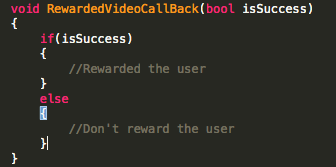 void RewardedVideoCallBack(bool isSuccess)
{
if(isSuccess)
{
//Rewarded the user
}
else
{
//Don't reward the user
}
}